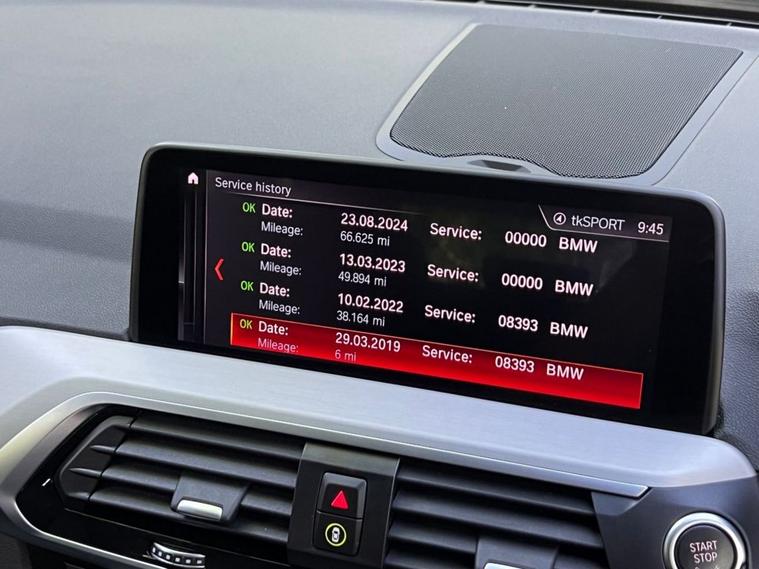 Service history
tkSPORT 9:45
OK Date: 23.08.2024 Service: 00000 BMW
Mileage: 66.625 mi
OK Date: 13.03.2023 Service: 00000 BMW
Mileage: 49.894 mi
OK Date: 10.02.2022 Service: 08393 BMW
Mileage: 38.164 mi
OK Date: 29.03.2019 Service: 08393 BMW
Mileage: 6 mi
START
STOP